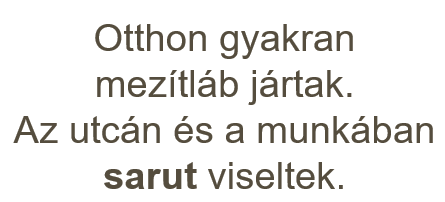 Otthon gyakran
mezítláb jártak.
Az utcán és a munkában
sarut viseltek.